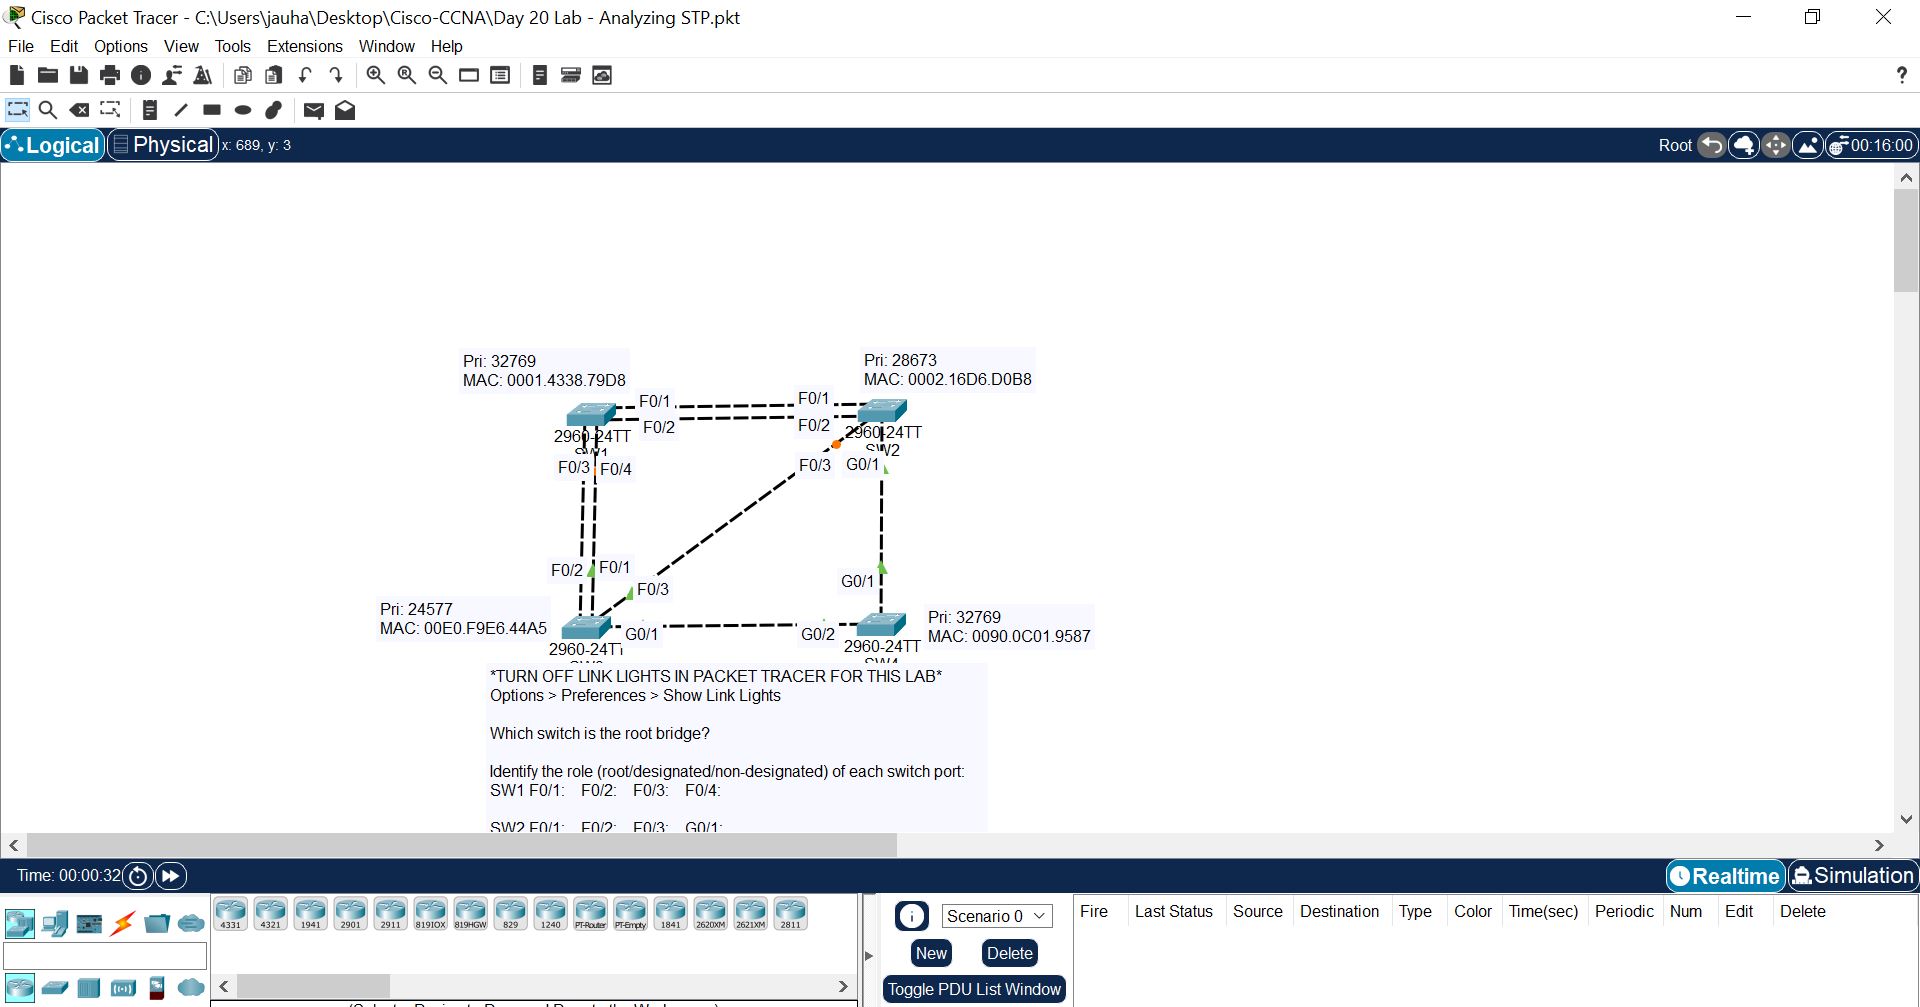 Cisco Packet Tracer - C:\Users\jauha\Desktop\Cisco-CCNA\Day 20 Lab - Analyzing STP.pkt
File Edit Options View Tools Extensions Window Help
?
Logical Physical x: 689, y: 3 Root 00:16:00
Pri: 32769
MAC: 0001.4338.79D8
Pri: 28673
MAC: 0002.16D6.D0B8
F0/1 F0/1
F0/2 F0/2
2960-24TT
SW1
2960-24TT
SW2
F0/3 F0/4 F0/3 G0/1
F0/2 F0/1
F0/3 G0/1
Pri: 24577
MAC: 00E0.F9E6.44A5
Pri: 32769
MAC: 0090.0C01.9587
G0/1 G0/2
2960-24TT
2960-24TT
SW4
*TURN OFF LINK LIGHTS IN PACKET TRACER FOR THIS LAB*
Options > Preferences > Show Link Lights
Which switch is the root bridge?
Identify the role (root/designated/non-designated) of each switch port:
SW1 F0/1: F0/2: F0/3: F0/4:
SW2 F0/1: F0/2: F0/3: G0/1:
Time: 00:00:32 Realtime Simulation
4331 4321 1941 2901 2911 819IOX 819HGW 829 1240 PT-Router PT-Empty 1841 2620XM 2621XM 2811
Scenario 0
New Delete
Toggle PDU List Window
Fire Last Status Source Destination Type Color Time(sec) Periodic Num Edit Delete